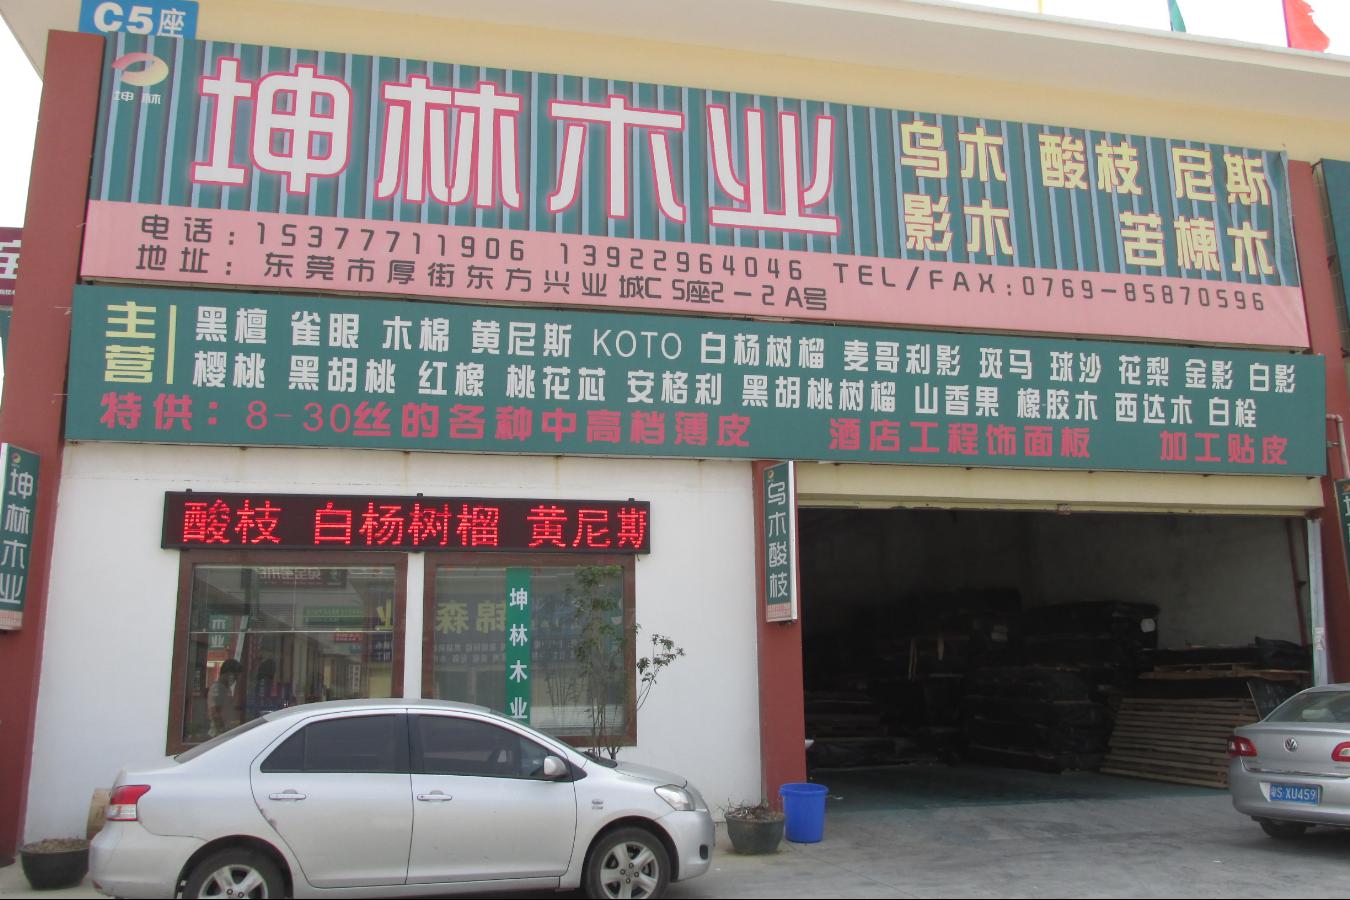 C5座
坤林
坤林木业
乌木 酸枝 尼斯
影木 苦楝木
电话：15377711906 13922964046 TEL/FAX:0769-85870596
地址：东莞市厚街东方兴业城C5座2-2A号
主营
黑檀 雀眼 木棉 黄尼斯 KOTO 白杨树榴 麦哥利影 斑马 球沙 花梨 金影 白影
樱桃 黑胡桃 红橡 桃花芯 安格利 黑胡桃树榴 山香果 橡胶木 西达木 白栓
特供：8-30丝的各种中高档薄皮 酒店工程饰面板 加工贴皮
坤林木业
酸枝 白杨树榴 黄尼斯
乌木酸枝
坤林木业
锦森
业
粤S XU459